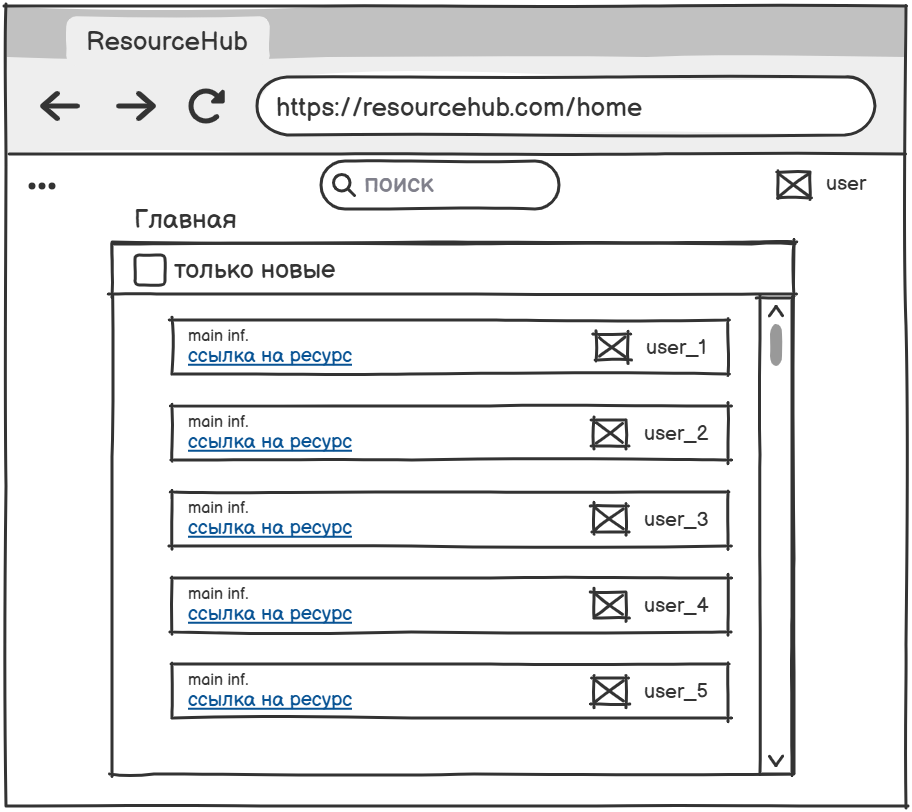 ResourceHub
https://resourcehub.com/home
••• поиск user
Главная
только новые
main inf.
ссылка на ресурс user_1
main inf.
ссылка на ресурс user_2
main inf.
ссылка на ресурс user_3
main inf.
ссылка на ресурс user_4
main inf.
ссылка на ресурс user_5